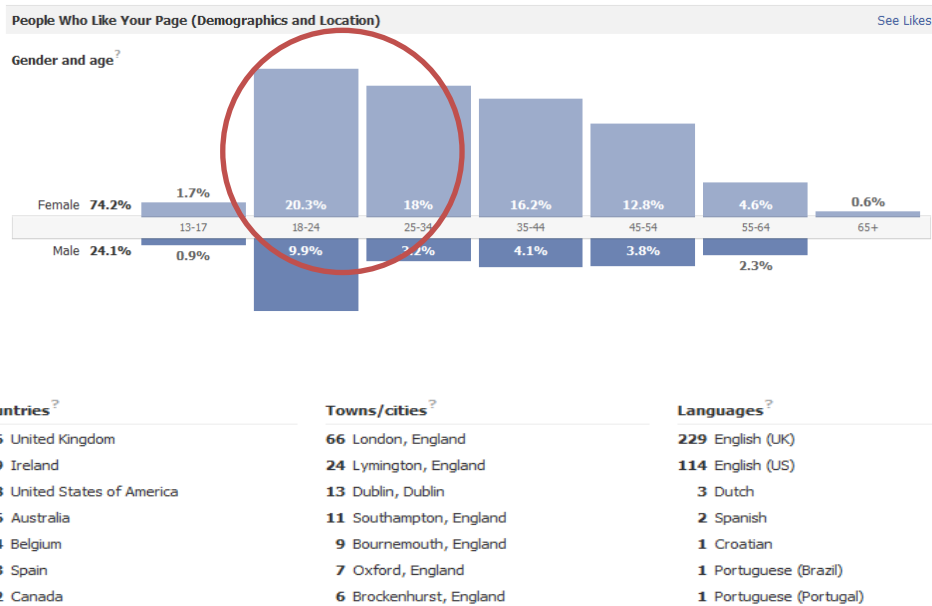 People Who Like Your Page (Demographics and Location) See Likes
Gender and age?
Female 74.2% 1.7% 20.3% 18% 16.2% 12.8% 4.6% 0.6%
13-17 18-24 25-34 35-44 45-54 55-64 65+
Male 24.1% 0.9% 9.9% 3.8% 4.1% 2.3%
Towns/cities? Languages?
United Kingdom 66 London, England 229 English (UK)
Ireland 24 Lymington, England 114 English (US)
United States of America 13 Dublin, Dublin 3 Dutch
Australia 11 Southampton, England 2 Spanish
Belgium 9 Bournemouth, England 1 Croatian
Spain 7 Oxford, England 1 Portuguese (Brazil)
Canada 6 Brockenhurst, England 1 Portuguese (Portugal)